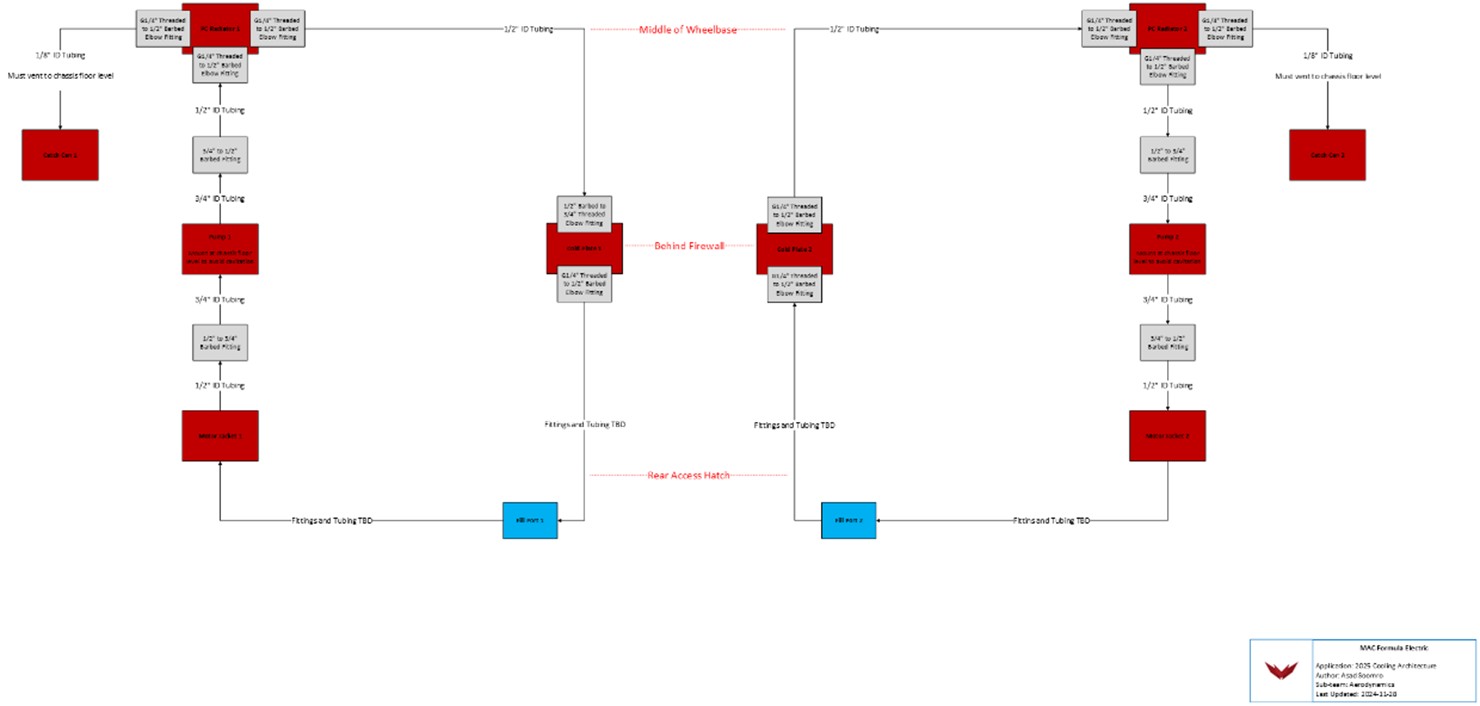 G1/4" Threaded
to 1/2" Barbed
Elbow Fitting
G1/4" Threaded
to 1/2" Barbed
Elbow Fitting
G1/4" Threaded
to 1/2" Barbed
Elbow Fitting
1/8" ID Tubing
Must vent to chassis floor level
Catch Can 1
1/2" ID Tubing
3/4" to 1/2"
Barbed Fitting
3/4" ID Tubing
Pump 1
3/4" ID Tubing
1/2" to 3/4"
Barbed Fitting
1/2" ID Tubing
Motor Jacket 1
Fittings and Tubing TBD
1/2" ID Tubing
1/2" Barbed to
3/4" Threaded
Elbow Fitting
Cold Plate 1
G1/4" Threaded
to 1/2" Barbed
Elbow Fitting
Fittings and Tubing TBD
Fill Port 1
Middle of Wheelbase
Behind Firewall
Rear Access Hatch
1/2" ID Tubing
G1/4" Threaded
to 1/2" Barbed
Elbow Fitting
Cold Plate 2
G1/4" Threaded
to 1/2" Barbed
Elbow Fitting
Fittings and Tubing TBD
Fill Port 2
G1/4" Threaded
to 1/2" Barbed
Elbow Fitting
Radiator 2
G1/4" Threaded
to 1/2" Barbed
Elbow Fitting
G1/4" Threaded
to 1/2" Barbed
Elbow Fitting
1/8" ID Tubing
Must vent to chassis floor level
Catch Can 2
1/2" ID Tubing
1/2" to 3/4"
Barbed Fitting
3/4" ID Tubing
Pump 2
3/4" ID Tubing
3/4" to 1/2"
Barbed Fitting
1/2" ID Tubing
Motor Jacket 2
Fittins and Tubing TBD
MAC Formula Electric
Application: 2025 Cooling Architecture
Author: Asad Soomro
Sub-team: Aerodynamics
Last Updated: 2024-11-28